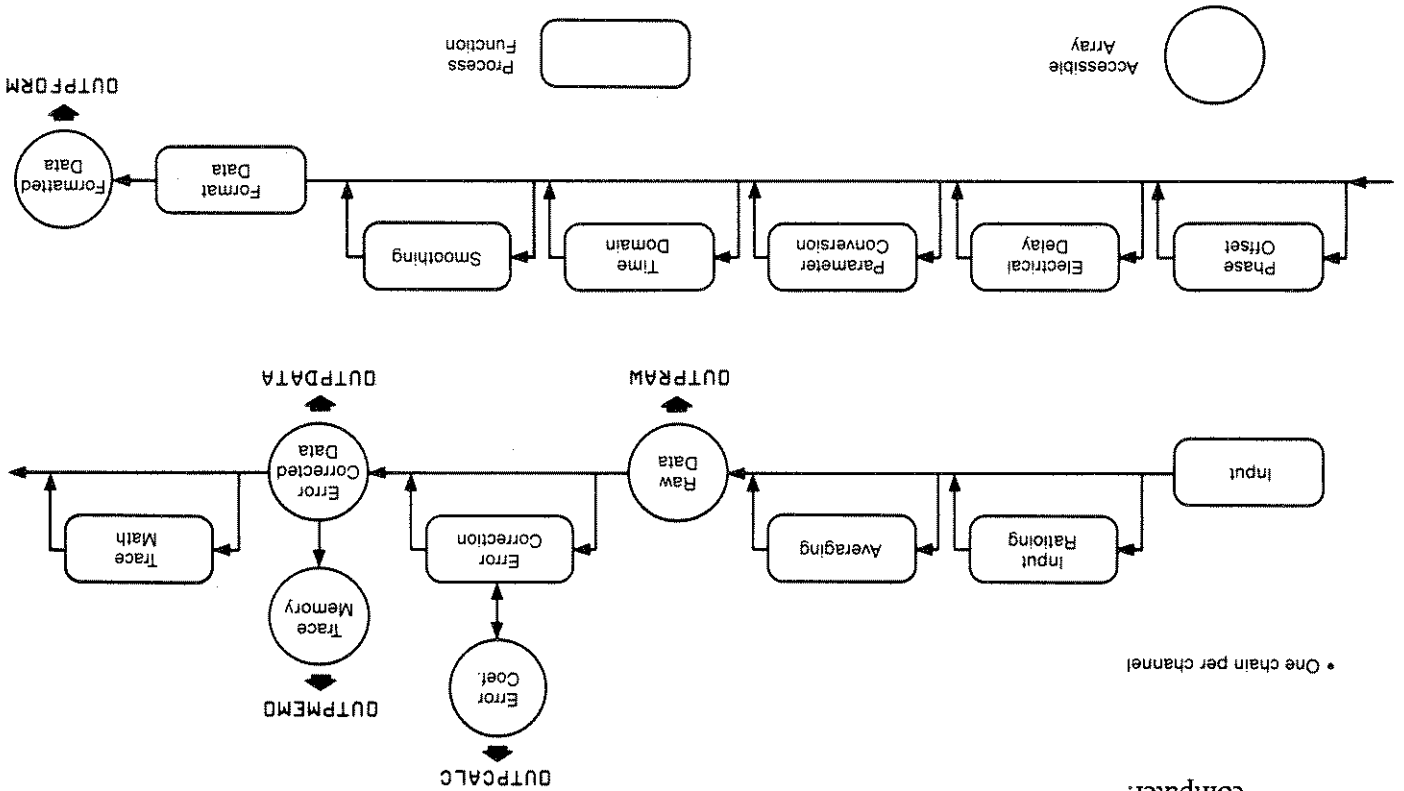 computer.
• One chain per channel
OUTPCALC
Error
Coef.
OUTPMEMO
Trace
Memory
Input
Input
Ratioing
Averaging
Raw
Data
OUTPRAW
Error
Correction
Error
Corrected
Data
OUTPDATA
Trace
Math
Phase
Offset
Electrical
Delay
Parameter
Conversion
Time
Domain
Smoothing
Format
Data
Formatted
Data
OUTPFORM
Accessible
Array
Process
Function